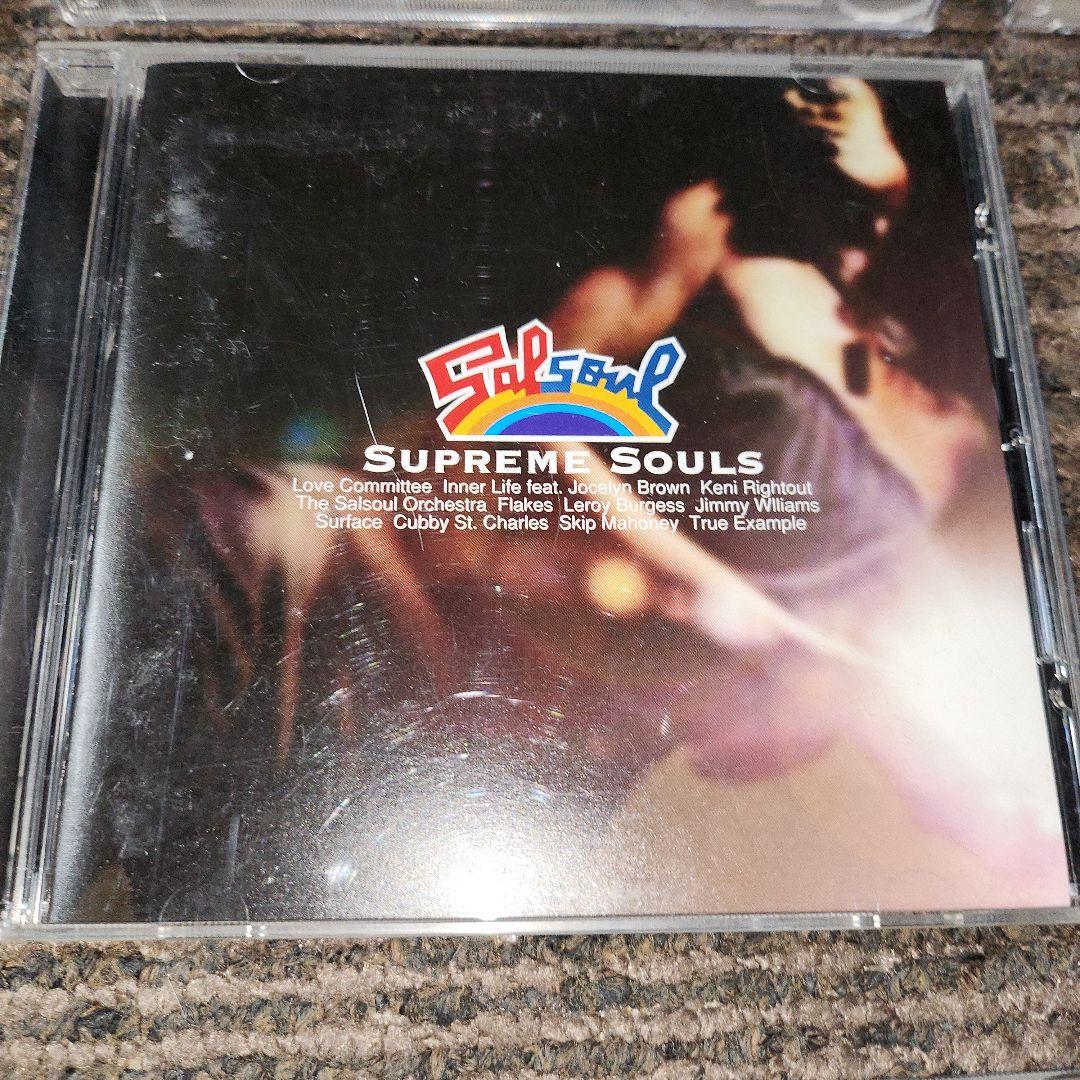 Salsoul
SUPREME SOULS
Love Committee Inner Life feat. Jocelyn Brown Keni Rightout
The Salsoul Orchestra Flakes Leroy Burgess Jimmy WIliams
Surface Cubby St. Charles Skip Mahoney True Example